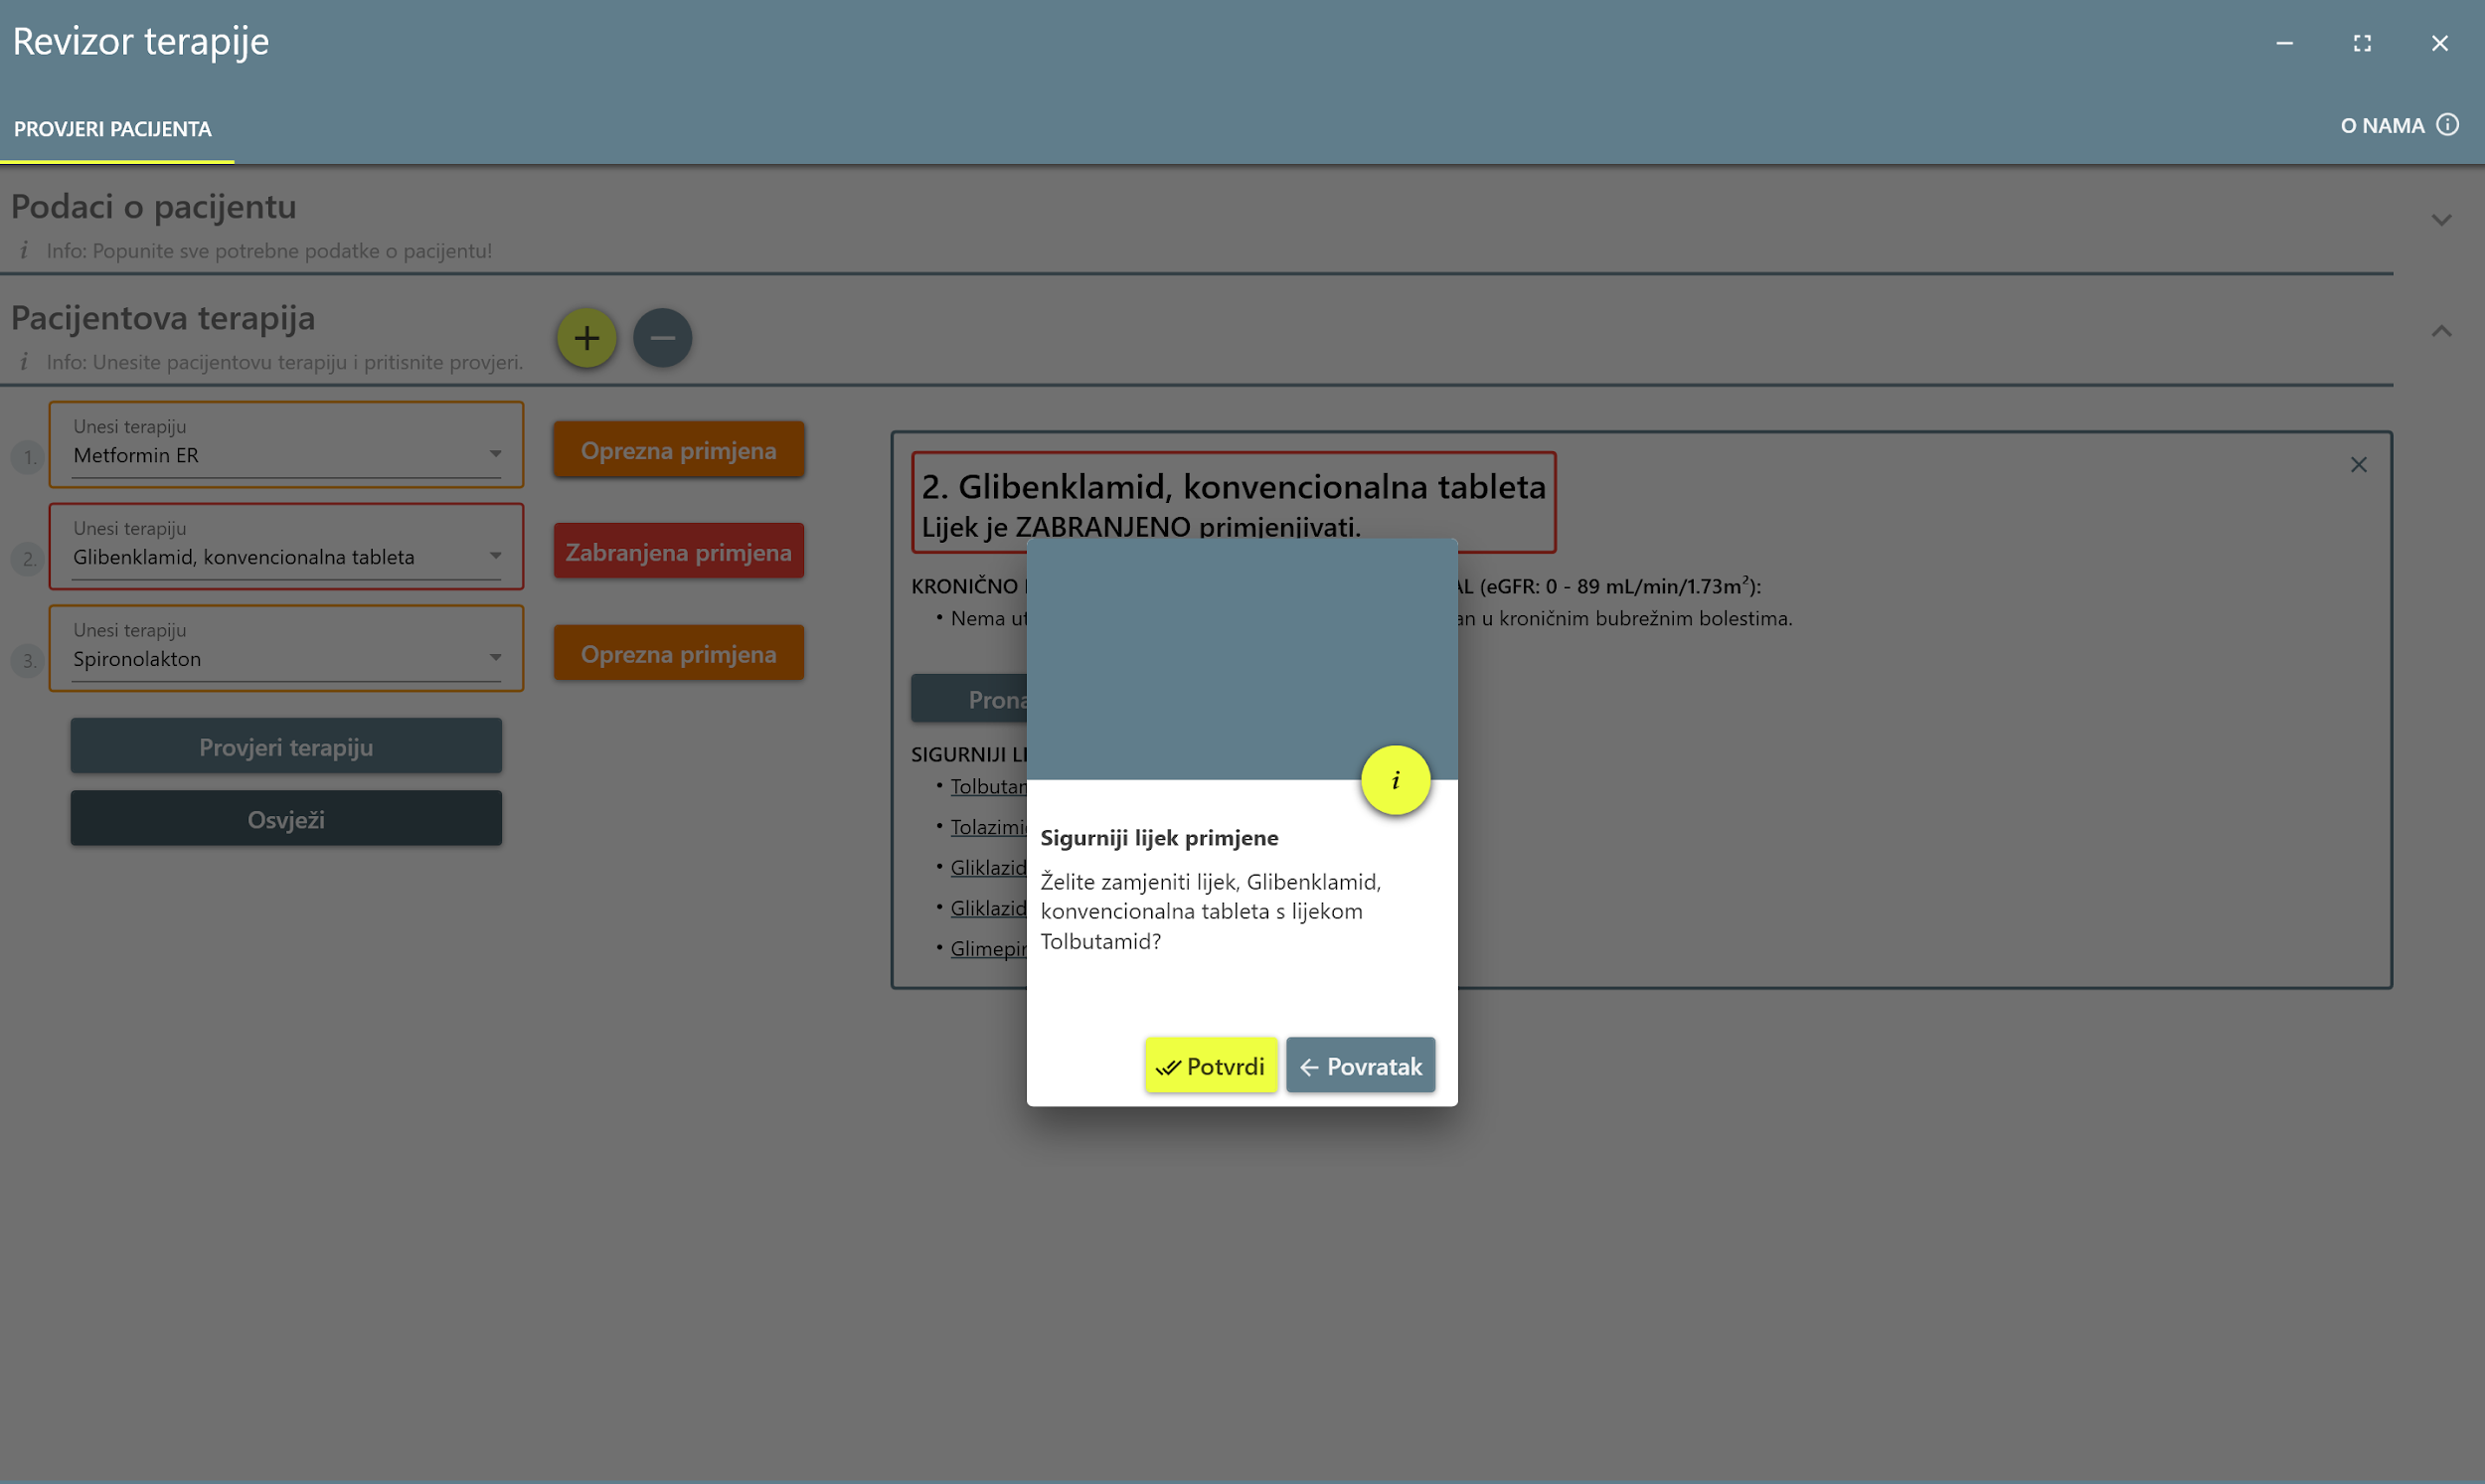 Revizor terapije
PROVJERI PACIJENTA
O NAMA
Podaci o pacijentu
i Info: Popunite sve potrebne podatke o pacijentu!
Pacijentova terapija
i Info: Unesite pacijentovu terapiju i pritisnite provjeri.
1.
Unesi terapiju
Metformin ER
Oprezna primjena
2.
Unesi terapiju
Glibenklamid, konvencionalna tableta
Zabranjena primjena
3.
Unesi terapiju
Spironolakton
Oprezna primjena
Provjeri terapiju
Osvježi
2. Glibenklamid, konvencionalna tableta
Lijek je ZABRANJENO primjenjivati.
KRONIČNO (eGFR: 0 - 89 mL/min/1.73m²):
• Nema u kroničnim bubrežnim bolestima.
SIGURNIJI
• Gliklazid
• Gliklazid
i
Sigurniji lijek primjene
Želite zamjeniti lijek, Glibenklamid,
konvencionalna tableta s lijekom
Tolbutamid?
Potvrdi
Povratak